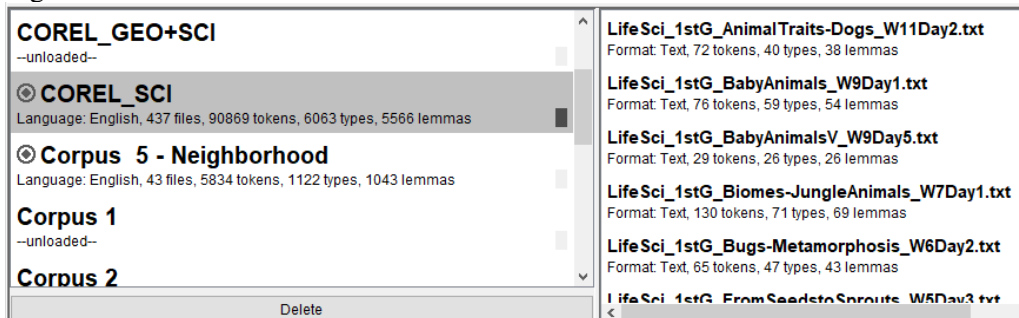 COREL_GEO+SCI
--unloaded--
COREL_SCI
Language: English, 437 files, 90869 tokens, 6063 types, 5566 lemmas
Corpus 5 - Neighborhood
Language: English, 43 files, 5834 tokens, 1122 types, 1043 lemmas
Corpus 1
--unloaded--
Corpus 2
Delete
LifeSci_1stG_AnimalTraits-Dogs_W11Day2.txt
Format: Text, 72 tokens, 40 types, 38 lemmas
LifeSci_1stG_BabyAnimals_W9Day1.txt
Format: Text, 76 tokens, 59 types, 54 lemmas
LifeSci_1stG_BabyAnimalsV_W9Day5.txt
Format: Text, 29 tokens, 26 types, 26 lemmas
LifeSci_1stG_Biomes-JungleAnimals_W7Day1.txt
Format: Text, 130 tokens, 71 types, 69 lemmas
LifeSci_1stG_Bugs-Metamorphosis_W6Day2.txt
Format: Text, 65 tokens, 47 types, 43 lemmas
LifeSci_1stG_FromSeedstoSprouts_W5Day3.txt